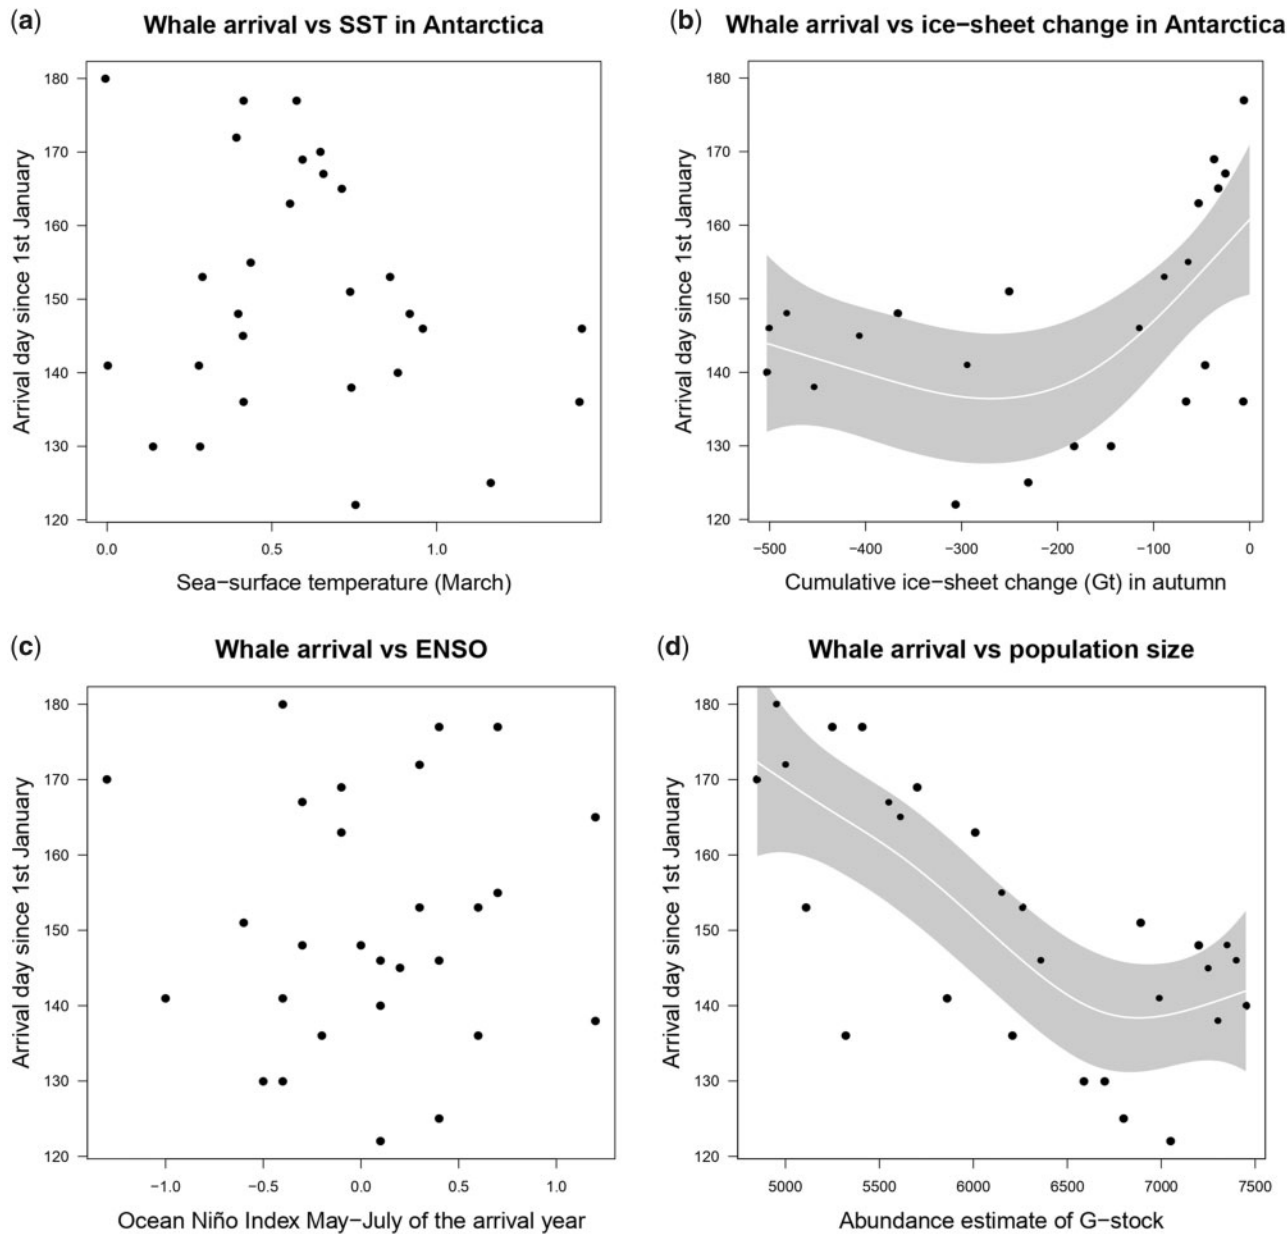 (a) Whale arrival vs SST in Antarctica
Arrival day since 1st January
180
170
160
150
140
130
120
0.0 0.5 1.0
Sea−surface temperature (March)
(b) Whale arrival vs ice−sheet change in Antarctica
Arrival day since 1st January
180
170
160
150
140
130
120
−500 −400 −300 −200 −100 0
Cumulative ice−sheet change (Gt) in autumn
(c) Whale arrival vs ENSO
Arrival day since 1st January
180
170
160
150
140
130
120
−1.0 −0.5 0.0 0.5 1.0
Ocean Niño Index May−July of the arrival year
(d) Whale arrival vs population size
Arrival day since 1st January
180
170
160
150
140
130
120
5000 5500 6000 6500 7000 7500
Abundance estimate of G−stock